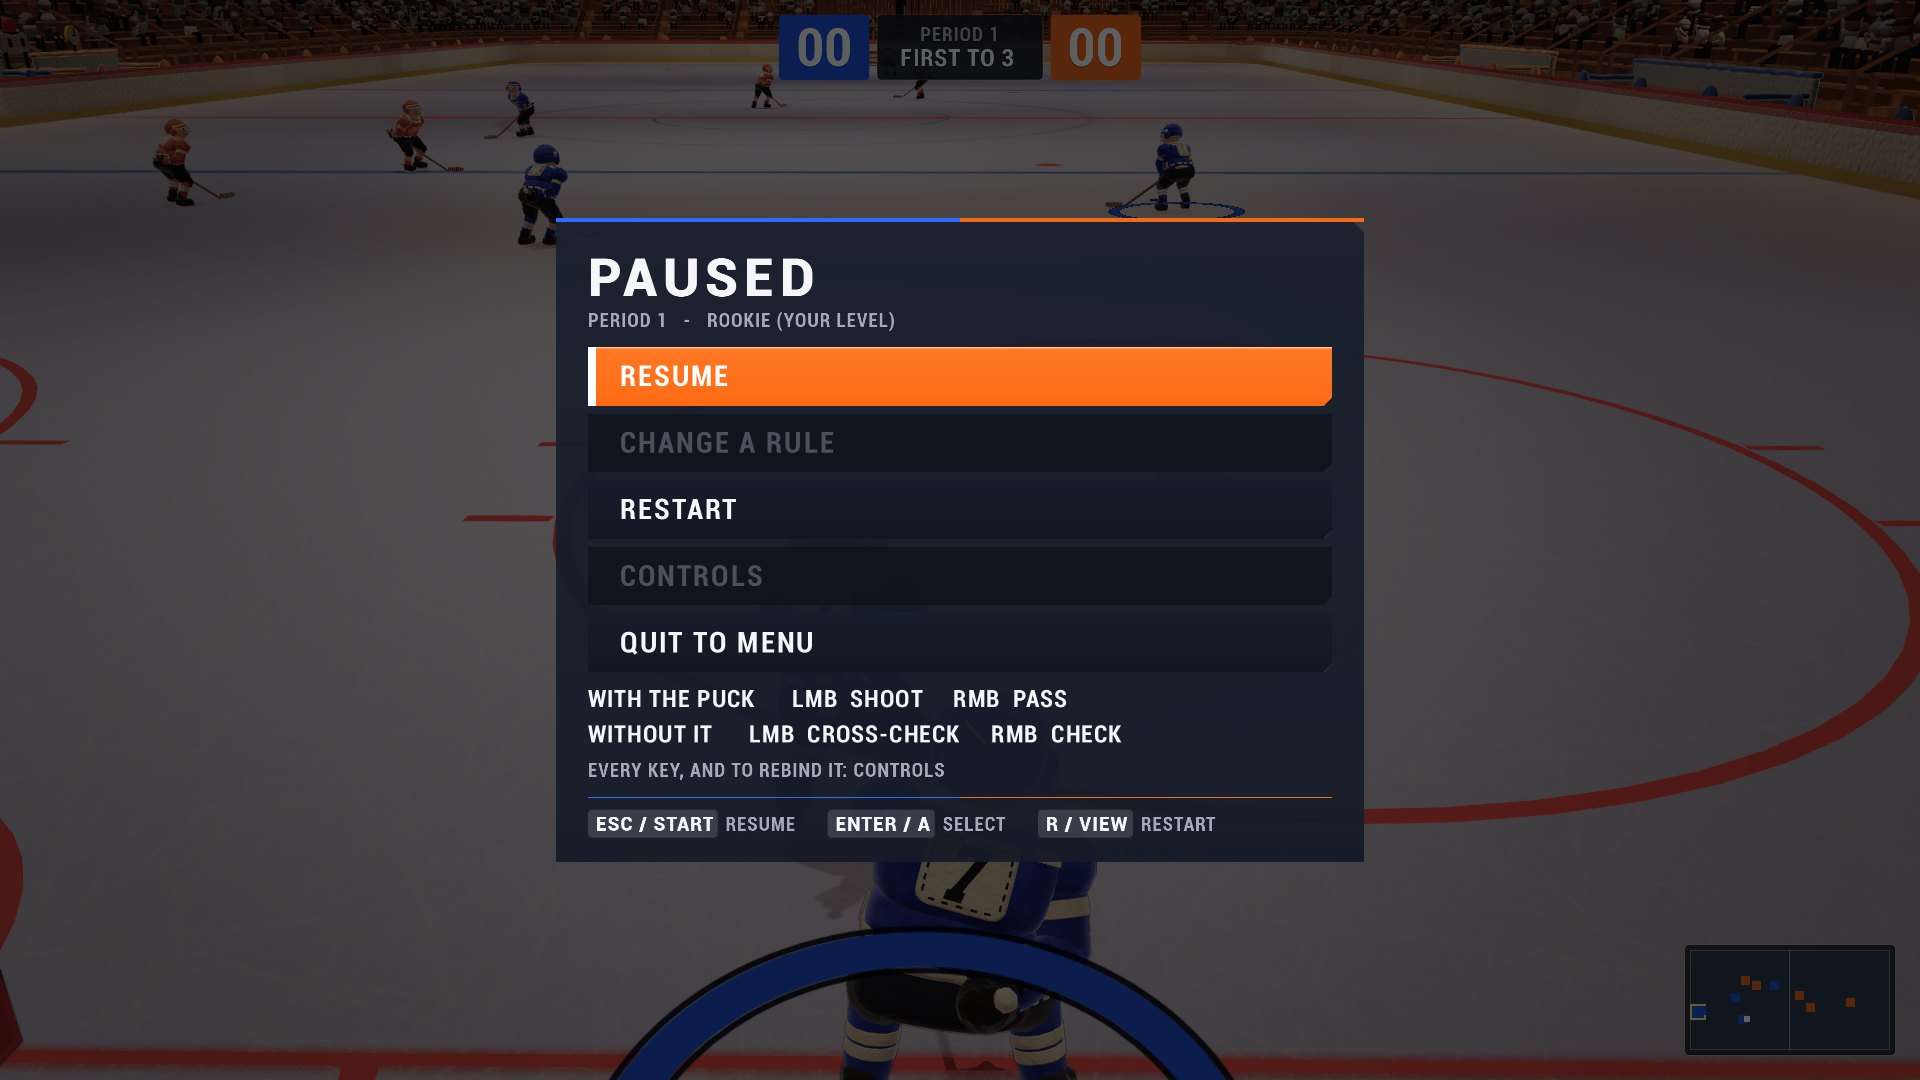 00
PERIOD 1
FIRST TO 3
00
PAUSED
PERIOD 1 - ROOKIE (YOUR LEVEL)
RESUME
CHANGE A RULE
RESTART
CONTROLS
QUIT TO MENU
WITH THE PUCK LMB SHOOT RMB PASS
WITHOUT IT LMB CROSS-CHECK RMB CHECK
EVERY KEY, AND TO REBIND IT: CONTROLS
ESC / START RESUME ENTER / A SELECT R / VIEW RESTART
7